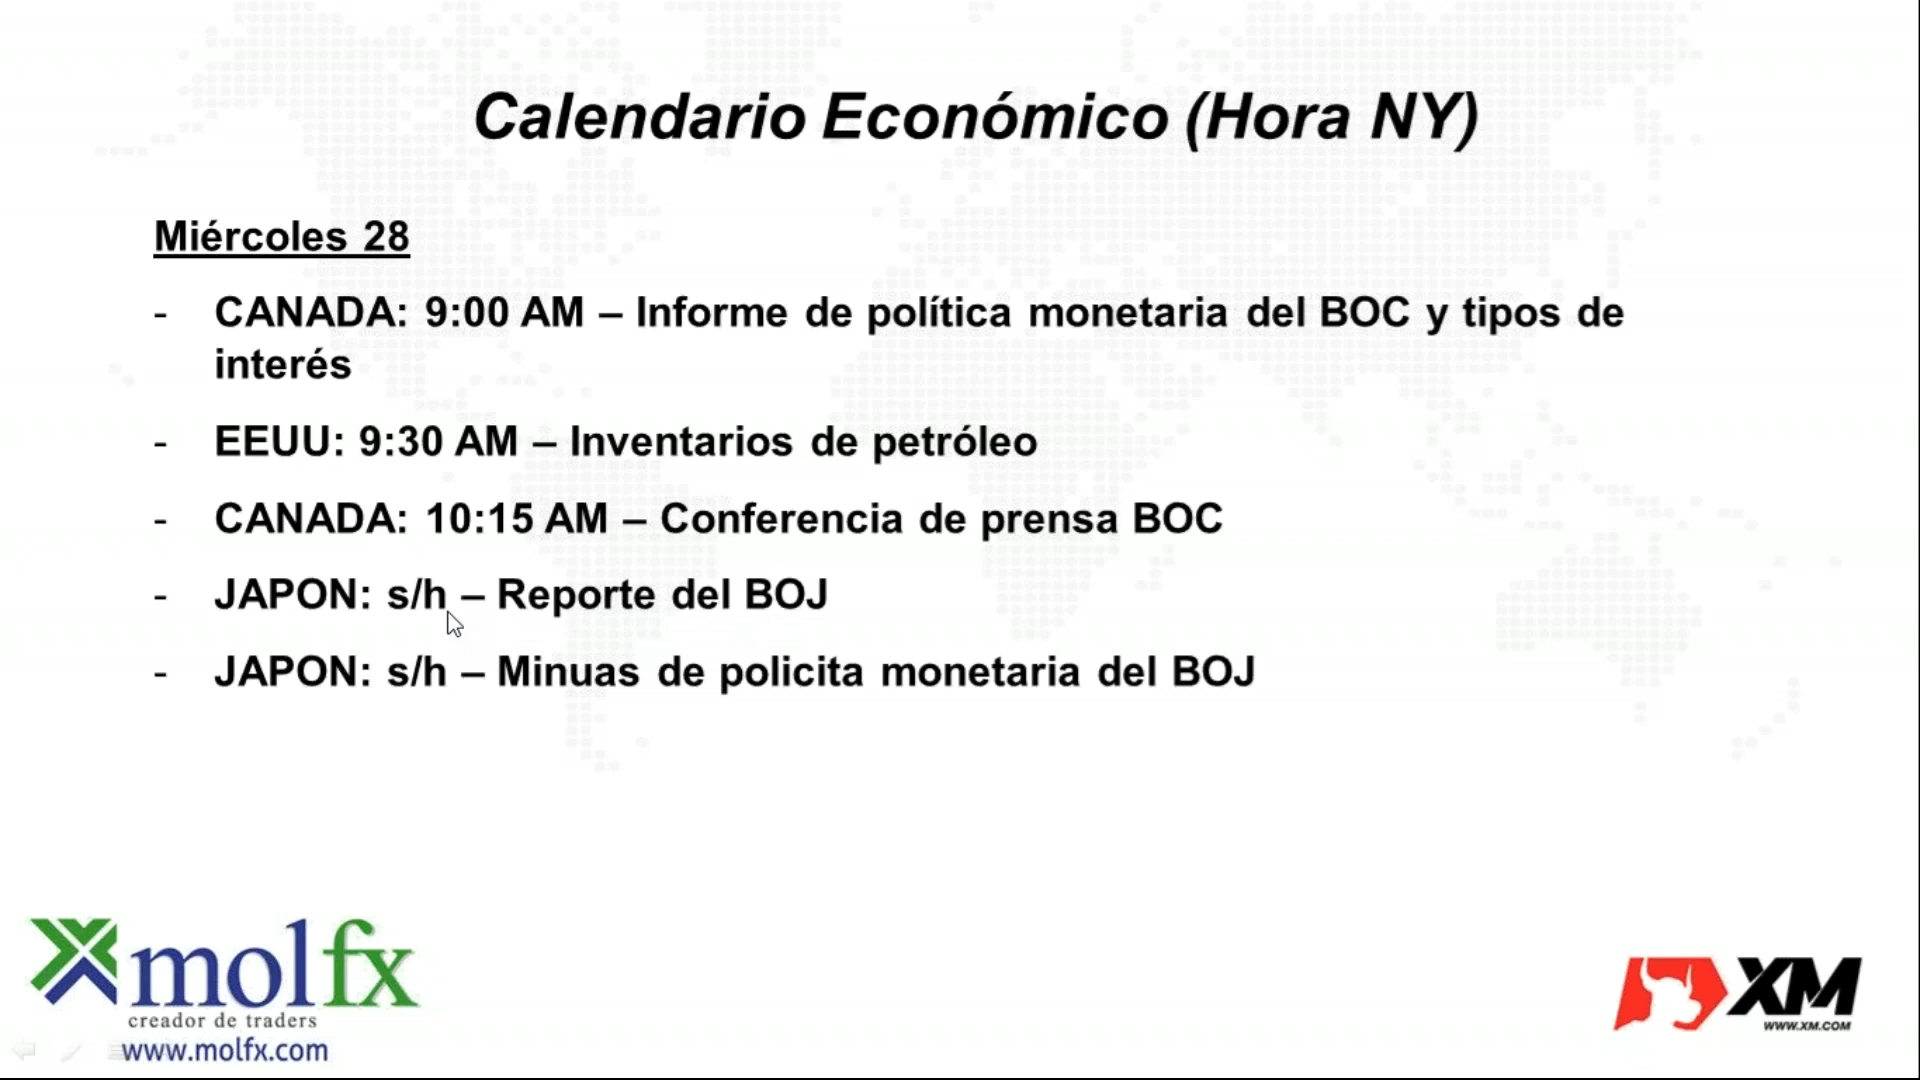 Calendario Económico (Hora NY)
Miércoles 28
- CANADA: 9:00 AM – Informe de política monetaria del BOC y tipos de
interés
- EEUU: 9:30 AM – Inventarios de petróleo
- CANADA: 10:15 AM – Conferencia de prensa BOC
- JAPON: s/h – Reporte del BOJ
- JAPON: s/h – Minuas de policita monetaria del BOJ
molfx
creador de traders
www.molfx.com
XM
WWW.XM.COM